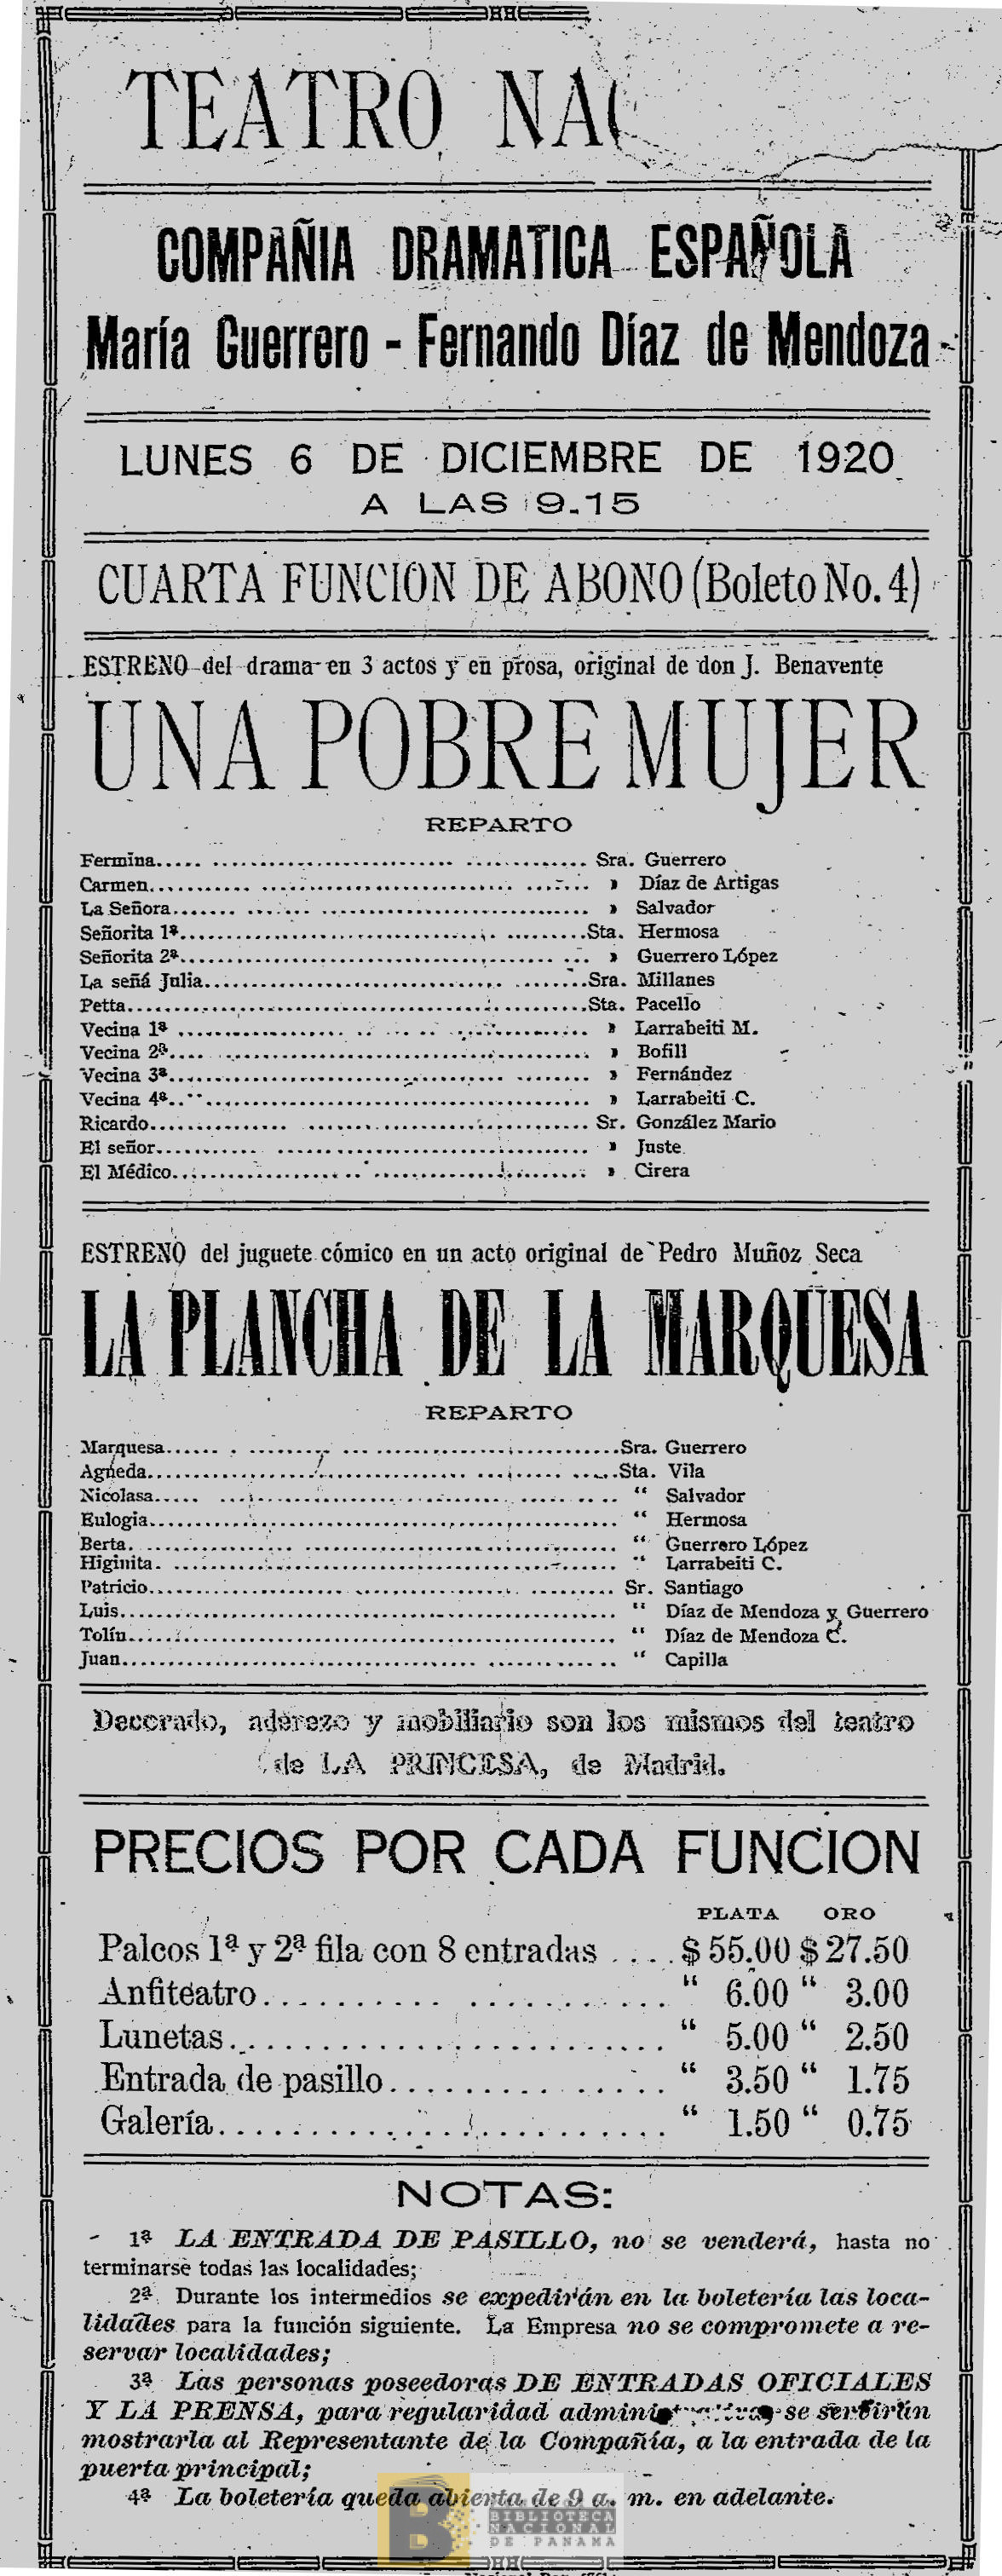 TEATRO NAC
COMPAÑIA DRAMATICA ESPAÑOLA
María Guerrero - Fernando Díaz de Mendoza
LUNES 6 DE DICIEMBRE DE 1920
A LAS 9.15
CUARTA FUNCION DE ABONO (Boleto No. 4)
ESTRENO del drama en 3 actos y en prosa, original de don J. Benavente
UNA POBRE MUJER
REPARTO
Fermina..... Sra. Guerrero
Carmen..... » Díaz de Artigas
La Señora..... » Salvador
Señorita 1ª..... Sta. Hermosa
Señorita 2ª..... » Guerrero López
La señá Julia..... Sra. Millanes
Petta..... Sta. Pacello
Vecina 1ª..... » Larrabeiti M.
Vecina 2ª..... » Bofill
Vecina 3ª..... » Fernández
Vecina 4ª..... » Larrabeiti C.
Ricardo..... Sr. González Mario
El señor..... » Juste
El Médico..... » Cirera
ESTRENO del juguete cómico en un acto original de Pedro Muñoz Seca
LA PLANCHA DE LA MARQUESA
REPARTO
Marquesa..... Sra. Guerrero
Agueda..... Sta. Vila
Nicolasa..... “ Salvador
Eulogia..... “ Hermosa
Berta..... “ Guerrero López
Higinita..... “ Larrabeiti C.
Patricio..... Sr. Santiago
Luis..... “ Díaz de Mendoza y Guerrero
Tolín..... “ Díaz de Mendoza C.
Juan..... “ Capilla
Decorado, aderezo y mobiliario son los mismos del teatro
de LA PRINCESA, de Madrid.
PRECIOS POR CADA FUNCION
PLATA ORO
Palcos 1ª y 2ª fila con 8 entradas .... $ 55.00 $ 27.50
Anfiteatro..... “ 6.00 “ 3.00
Lunetas..... “ 5.00 “ 2.50
Entrada de pasillo..... “ 3.50 “ 1.75
Galería..... “ 1.50 “ 0.75
NOTAS:
1ª LA ENTRADA DE PASILLO, no se venderá, hasta no
terminarse todas las localidades;
2ª Durante los intermedios se expedirán en la boletería las loca-
lidades para la función siguiente. La Empresa no se compromete a re-
servar localidades;
3ª Las personas poseedoras DE ENTRADAS OFICIALES
Y LA PRENSA, para regularidad administrativa se servirán
mostrarla al Representante de la Compañía, a la entrada de la
puerta principal;
4ª La boletería queda abierta de 9 a. m. en adelante.
B BIBLIOTECA
NACIONAL
DE PANAMA